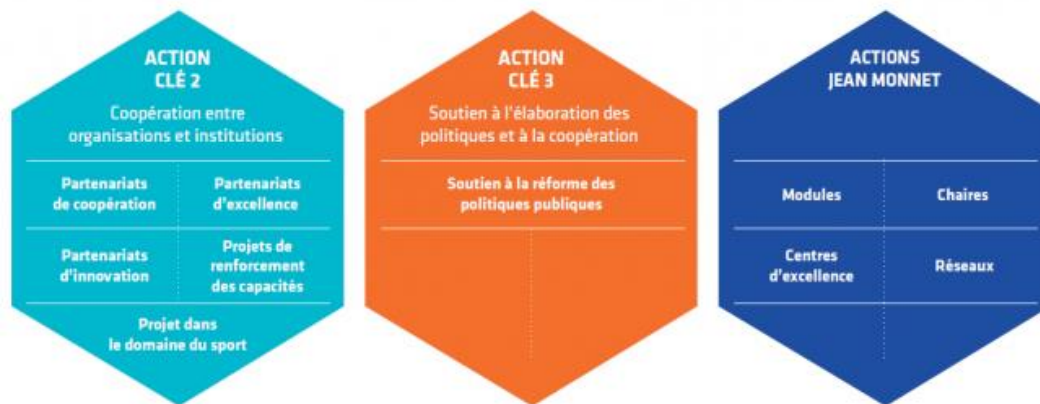 ACTION
CLÉ 2
Coopération entre
organisations et institutions
Partenariats
de coopération
Partenariats
d'excellence
Partenariats
d'innovation
Projets de
renforcement
des capacités
Projet dans
le domaine du sport
ACTION
CLÉ 3
Soutien à l'élaboration des
politiques et à la coopération
Soutien à la réforme des
politiques publiques
ACTIONS
JEAN MONNET
Modules
Chaires
Centres
d'excellence
Réseaux